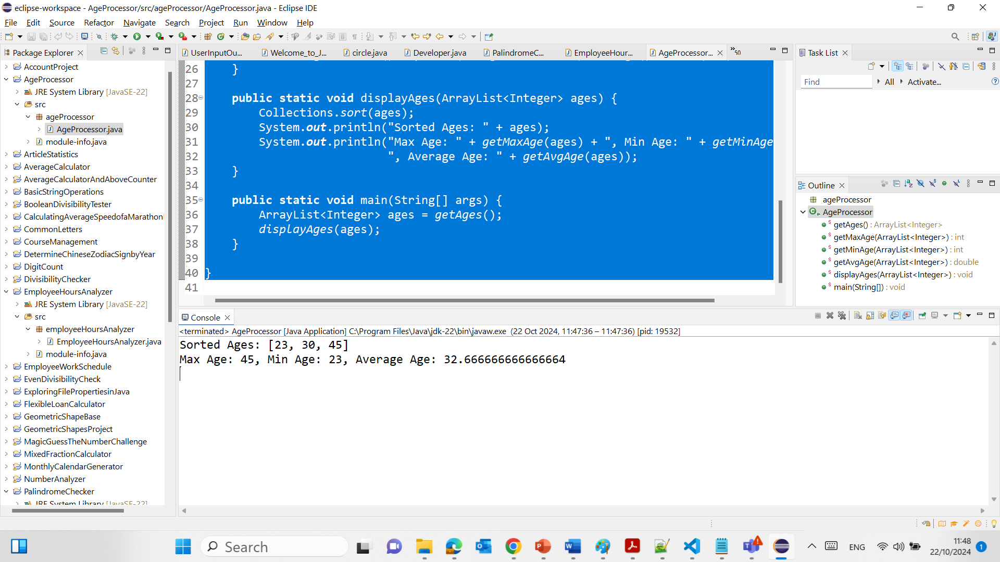 eclipse-workspace - AgeProcessor/src/ageProcessor/AgeProcessor.java - Eclipse IDE
File Edit Source Refactor Navigate Search Project Run Window Help
Package Explorer
AccountProject
AgeProcessor
JRE System Library [JavaSE-22]
src
ageProcessor
AgeProcessor.java
module-info.java
ArticleStatistics
AverageCalculator
AverageCalculatorAndAboveCounter
BasicStringOperations
BooleanDivisibilityTester
CalculatingAverageSpeedofaMarathon
CommonLetters
CourseManagement
DetermineChineseZodiacSignbyYear
DigitCount
DivisibilityChecker
EmployeeHoursAnalyzer
JRE System Library [JavaSE-22]
src
employeeHoursAnalyzer
EmployeeHoursAnalyzer.java
module-info.java
EmployeeWorkSchedule
EvenDivisibilityCheck
ExploringFilePropertiesinJava
FlexibleLoanCalculator
GeometricShapeBase
GeometricShapesProject
MagicGuessTheNumberChallenge
MixedFractionCalculator
MonthlyCalendarGenerator
NumberAnalyzer
PalindromeChecker
JRE System Library [JavaSE-22]
UserInputOu... Welcome_to_J... circle.java Developer.java PalindromeC... EmployeeHour... AgeProcessor... »50
26 }
27
28 public static void displayAges(ArrayList<Integer> ages) {
29 Collections.sort(ages);
30 System.out.println("Sorted Ages: " + ages);
31 System.out.println("Max Age: " + getMaxAge(ages) + ", Min Age: " + getMinAge
32 ", Average Age: " + getAvgAge(ages));
33 }
34
35 public static void main(String[] args) {
36 ArrayList<Integer> ages = getAges();
37 displayAges(ages);
38 }
39
40 }
41
Task List
Find All Activate...
Outline
ageProcessor
AgeProcessor
getAges() : ArrayList<Integer>
getMaxAge(ArrayList<Integer>) : int
getMinAge(ArrayList<Integer>) : int
getAvgAge(ArrayList<Integer>) : double
displayAges(ArrayList<Integer>) : void
main(String[]) : void
Console
<terminated> AgeProcessor [Java Application] C:\Program Files\Java\jdk-22\bin\javaw.exe (22 Oct 2024, 11:47:36 – 11:47:36) [pid: 19532]
Sorted Ages: [23, 30, 45]
Max Age: 45, Min Age: 23, Average Age: 32.666666666666664
Search
ENG
11:48
22/10/2024
1